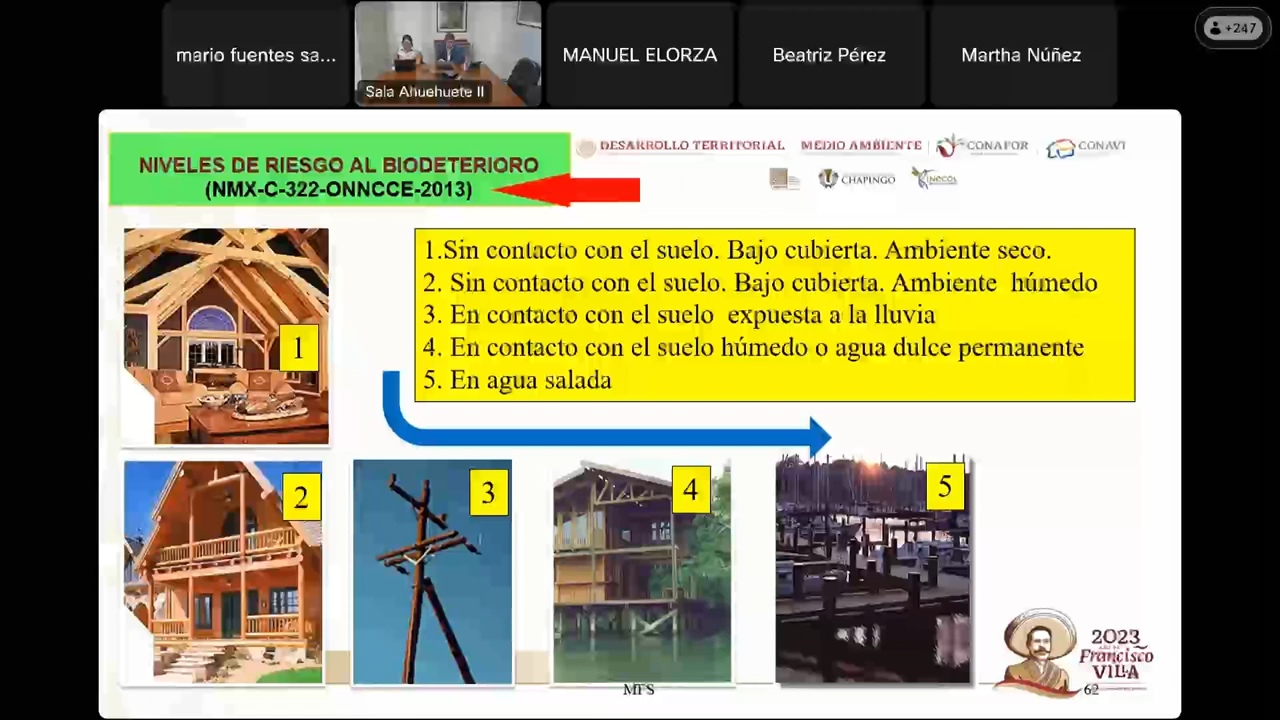 mario fuentes sa...
Sala Ahuehuete II
MANUEL ELORZA
Beatriz Pérez
Martha Núñez
+247
NIVELES DE RIESGO AL BIODETERIORO
(NMX-C-322-ONNCCE-2013)
DESARROLLO TERRITORIAL
MEDIO AMBIENTE
CONAFOR
CONAVI
CHAPINGO
1.Sin contacto con el suelo. Bajo cubierta. Ambiente seco.
2. Sin contacto con el suelo. Bajo cubierta. Ambiente húmedo
3. En contacto con el suelo expuesta a la lluvia
4. En contacto con el suelo húmedo o agua dulce permanente
5. En agua salada
1
2
3
4
5
2023
Francisco
VILLA
MFS
62